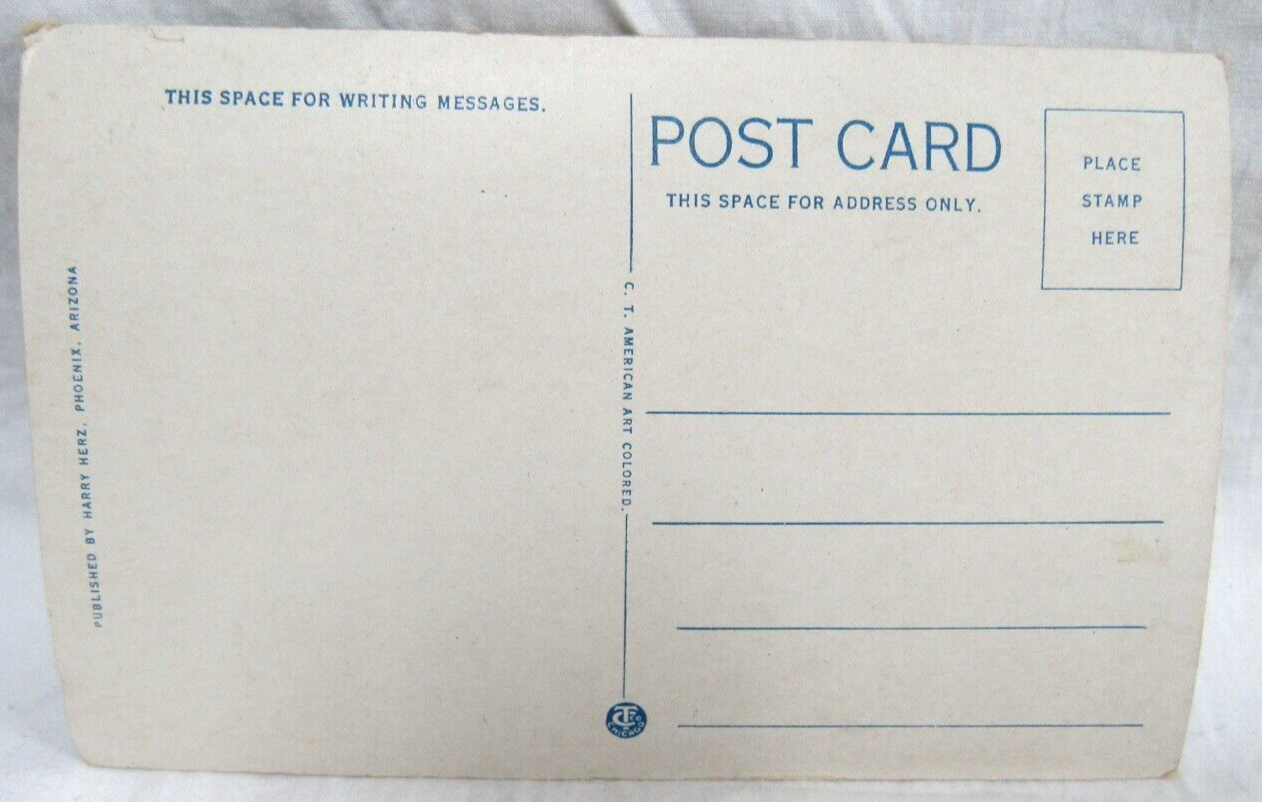 THIS SPACE FOR WRITING MESSAGES.
POST CARD
THIS SPACE FOR ADDRESS ONLY.
PLACE
STAMP
HERE
PUBLISHED BY HARRY HERZ, PHOENIX, ARIZONA
C. T. AMERICAN ART COLORED.
CT
CHICAGO